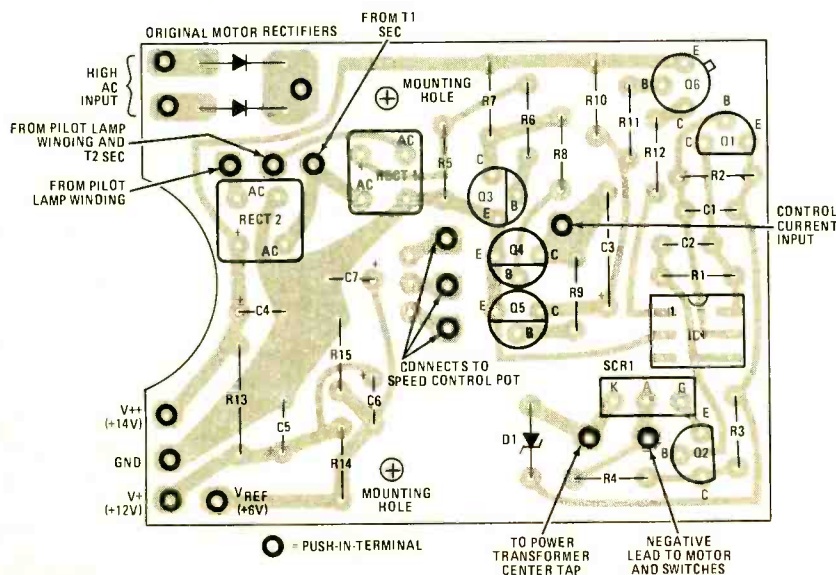 ORIGINAL MOTOR RECTIFIERS
FROM T1
SEC
HIGH
AC
INPUT
MOUNTING
HOLE
FROM PILOT LAMP
WINDING AND
T2 SEC
FROM PILOT
LAMP WINDING
AC
RECT 2
AC
+
AC
AC
+
R5
R7
R6
R8
R10
R11
R12
E
Q6
B
C
B
E
C
Q1
R2
C1
C2
R1
C
Q3
B
E
E
Q4
C
B
E
Q5
C
B
R9
C3
+
CONTROL
CURRENT
INPUT
C7
+
+
C4
CONNECTS TO
SPEED CONTROL POT
R15
R13
C5
+
+
C6
R14
1
SCR1
K
A
G
D1
E
B
Q2
C
R3
R4
V++
(+14V)
GND
V+
(+12V)
VREF
(+6V)
MOUNTING
HOLE
= PUSH-IN-TERMINAL
TO POWER
TRANSFORMER
CENTER TAP
NEGATIVE
LEAD TO MOTOR
AND SWITCHES